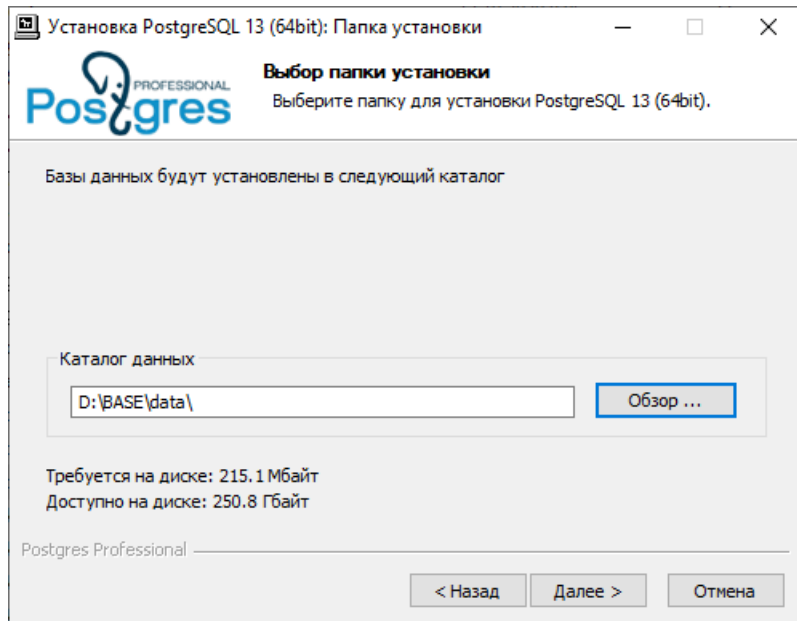 Установка PostgreSQL 13 (64bit): Папка установки
PROFESSIONAL
Postgres
Выбор папки установки
Выберите папку для установки PostgreSQL 13 (64bit).
Базы данных будут установлены в следующий каталог
Каталог данных
D:\BASE\data\
Обзор ...
Требуется на диске: 215.1 Мбайт
Доступно на диске: 250.8 Гбайт
Postgres Professional
< Назад
Далее >
Отмена